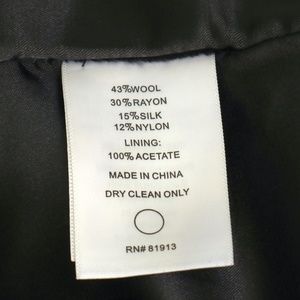 43%WOOL
30%RAYON
15%SILK
12%NYLON
LINING:
100%ACETATE
MADE IN CHINA
DRY CLEAN ONLY
RN# 81913